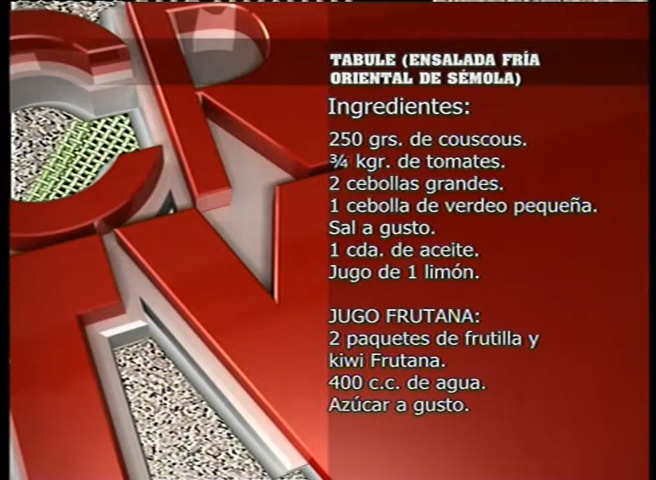 TABULE (ENSALADA FRÍA
ORIENTAL DE SÉMOLA)
Ingredientes:
250 grs. de couscous.
¾ kgr. de tomates.
2 cebollas grandes.
1 cebolla de verdeo pequeña.
Sal a gusto.
1 cda. de aceite.
Jugo de 1 limón.
JUGO FRUTANA:
2 paquetes de frutilla y
kiwi Frutana.
400 c.c. de agua.
Azúcar a gusto.